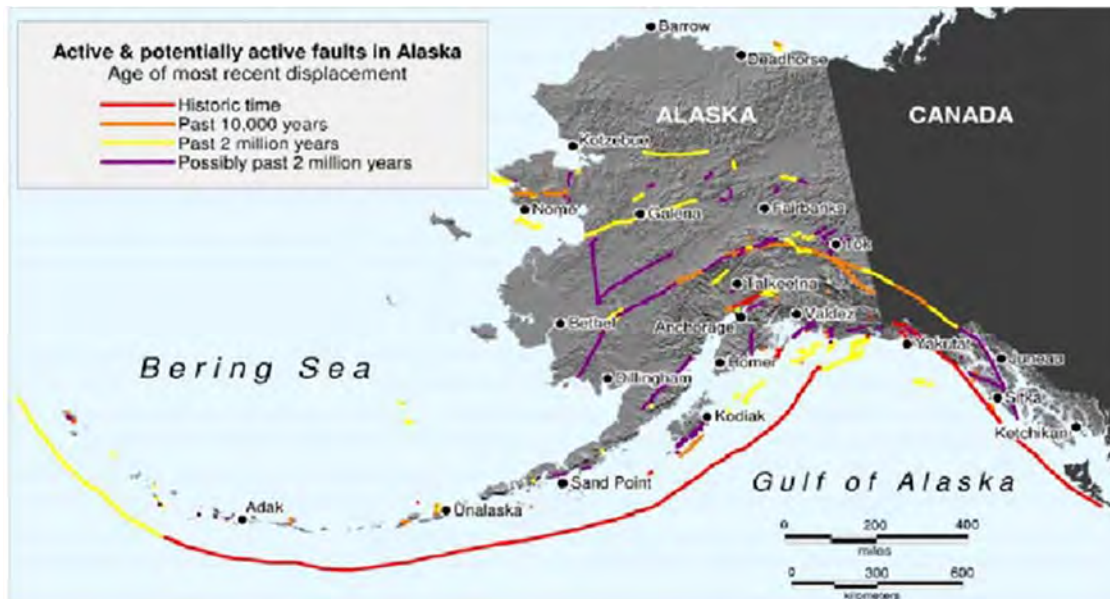 Active & potentially active faults in Alaska
Age of most recent displacement
Historic time
Past 10,000 years
Past 2 million years
Possibly past 2 million years
Barrow
Deadhorse
ALASKA
CANADA
Kotzebue
Nome
Galena
Fairbanks
Tok
Talkeetna
Bethel
Anchorage
Valdez
Yakutat
Juneau
Homer
Dillingham
Sitka
Kodiak
Ketchikan
Bering Sea
Sand Point
Gulf of Alaska
Adak
Unalaska
0 200 400
miles
0 300 600
kilometers